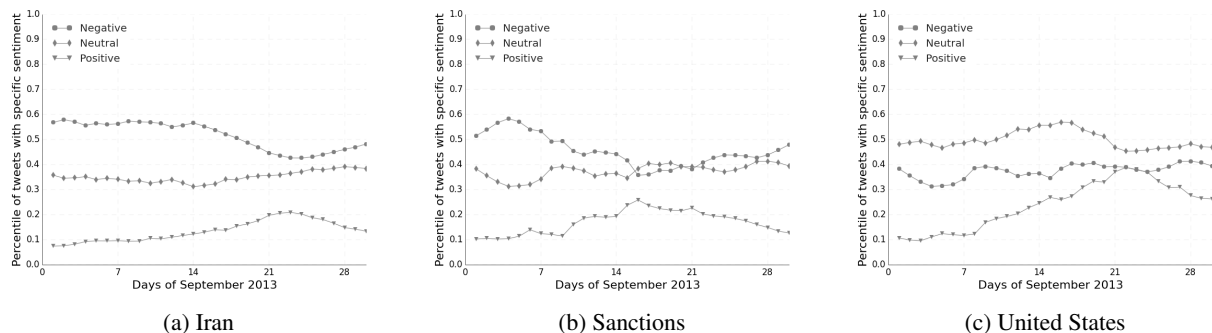 Percentile of tweets with specific sentiment
1.0
0.9
0.8
0.7
0.6
0.5
0.4
0.3
0.2
0.1
0.0
Negative
Neutral
Positive
0 7 14 21 28
Days of September 2013
(a) Iran
Percentile of tweets with specific sentiment
1.0
0.9
0.8
0.7
0.6
0.5
0.4
0.3
0.2
0.1
0.0
Negative
Neutral
Positive
0 7 14 21 28
Days of September 2013
(b) Sanctions
Percentile of tweets with specific sentiment
1.0
0.9
0.8
0.7
0.6
0.5
0.4
0.3
0.2
0.1
0.0
Negative
Neutral
Positive
0 7 14 21 28
Days of September 2013
(c) United States